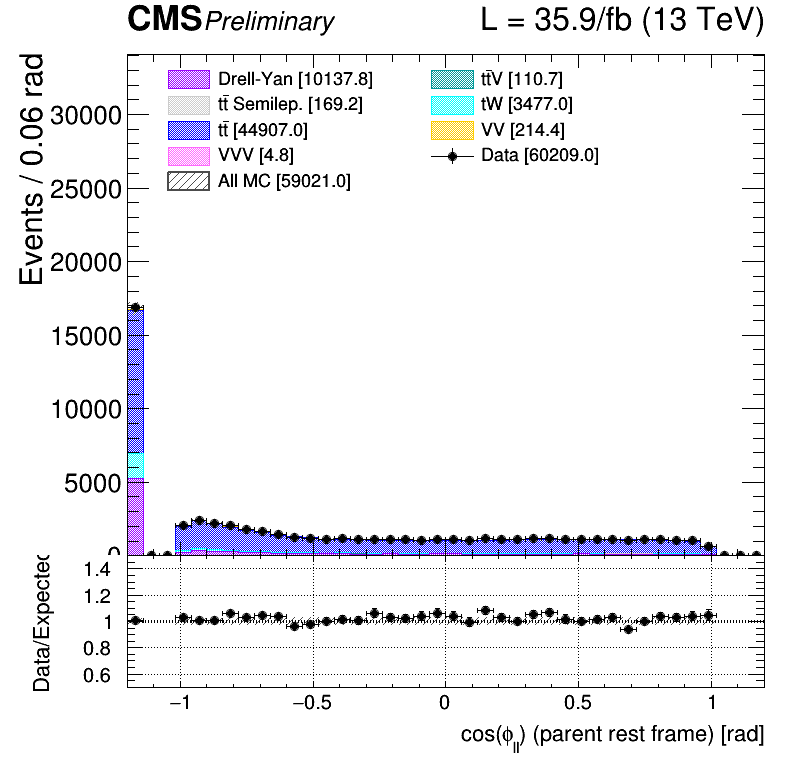 CMS Preliminary L = 35.9/fb (13 TeV)
Events / 0.06 rad
Drell-Yan [10137.8]
tt̄ Semilep. [169.2]
tt̄ [44907.0]
VVV [4.8]
All MC [59021.0]
tt̄V [110.7]
tW [3477.0]
VV [214.4]
Data [60209.0]
30000
25000
20000
15000
10000
5000
0
Data/Expected
1.4
1.2
1
0.8
0.6
−1 −0.5 0 0.5 1
cos(ϕ_ll) (parent rest frame) [rad]